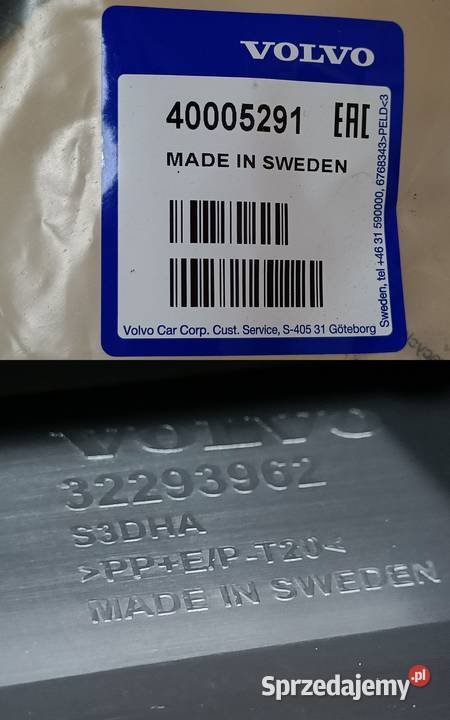 VOLVO
40005291 EAC
MADE IN SWEDEN
Volvo Car Corp. Cust. Service, S-405 31 Göteborg
Sweden, tel +46 31 590000, 6768343>PELD<3
VOLVO
32293962
S3DHA
>PP+E/P-T20<
MADE IN SWEDEN
Sprzedajemy.pl